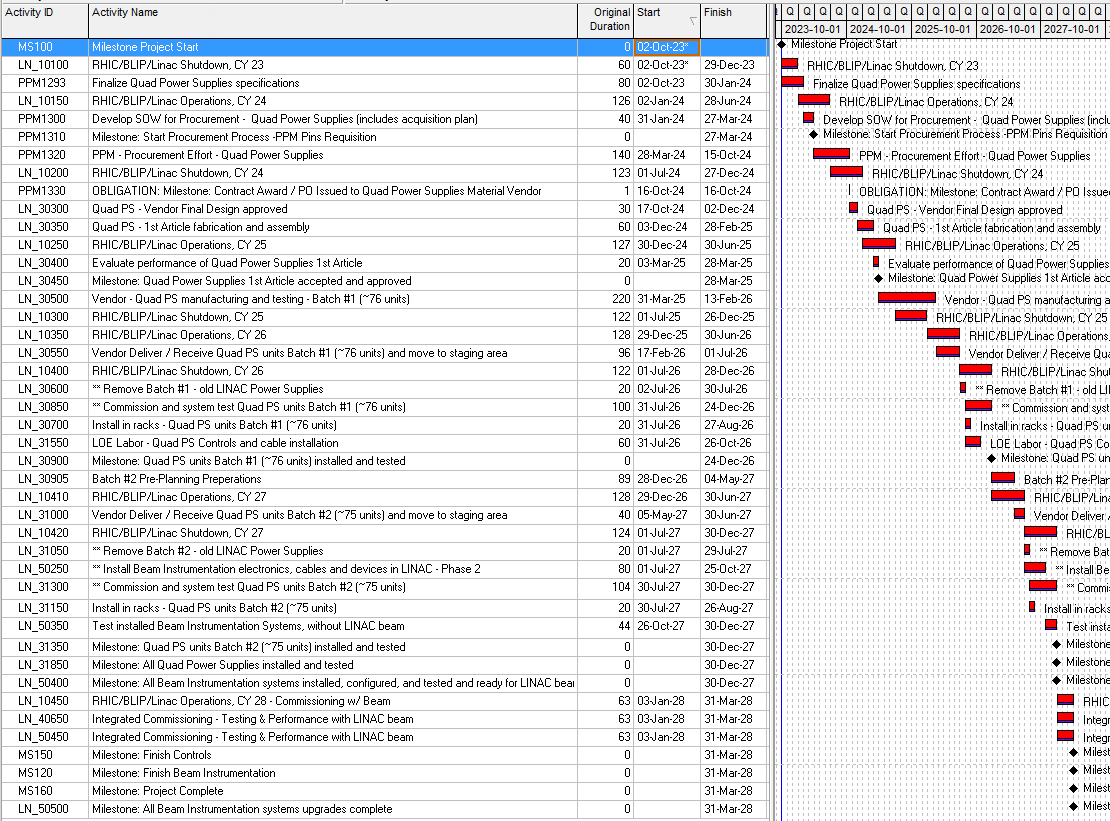 Activity ID Activity Name Original Duration Start Finish
Q Q Q Q Q Q Q Q Q Q Q Q Q Q Q Q Q Q
2023-10-01 2024-10-01 2025-10-01 2026-10-01 2027-10-01
MS100 Milestone Project Start 0 02-Oct-23* Milestone Project Start
LN_10100 RHIC/BLIP/Linac Shutdown, CY 23 60 02-Oct-23* 29-Dec-23 RHIC/BLIP/Linac Shutdown, CY 23
PPM1293 Finalize Quad Power Supplies specifications 80 02-Oct-23 30-Jan-24 Finalize Quad Power Supplies specifications
LN_10150 RHIC/BLIP/Linac Operations, CY 24 126 02-Jan-24 28-Jun-24 RHIC/BLIP/Linac Operations, CY 24
PPM1300 Develop SOW for Procurement - Quad Power Supplies (includes acquisition plan) 40 31-Jan-24 27-Mar-24 Develop SOW for Procurement - Quad Power Supplies (inclu
PPM1310 Milestone: Start Procurement Process -PPM Pins Requisition 0 27-Mar-24 Milestone: Start Procurement Process -PPM Pins Requisition
PPM1320 PPM - Procurement Effort - Quad Power Supplies 140 28-Mar-24 15-Oct-24 PPM - Procurement Effort - Quad Power Supplies
LN_10200 RHIC/BLIP/Linac Shutdown, CY 24 123 01-Jul-24 27-Dec-24 RHIC/BLIP/Linac Shutdown, CY 24
PPM1330 OBLIGATION: Milestone: Contract Award / PO Issued to Quad Power Supplies Material Vendor 1 16-Oct-24 16-Oct-24 OBLIGATION: Milestone: Contract Award / PO Issued
LN_30300 Quad PS - Vendor Final Design approved 30 17-Oct-24 02-Dec-24 Quad PS - Vendor Final Design approved
LN_30350 Quad PS - 1st Article fabrication and assembly 60 03-Dec-24 28-Feb-25 Quad PS - 1st Article fabrication and assembly
LN_10250 RHIC/BLIP/Linac Operations, CY 25 127 30-Dec-24 30-Jun-25 RHIC/BLIP/Linac Operations, CY 25
LN_30400 Evaluate performance of Quad Power Supplies 1st Article 20 03-Mar-25 28-Mar-25 Evaluate performance of Quad Power Supplies
LN_30450 Milestone: Quad Power Supplies 1st Article accepted and approved 0 28-Mar-25 Milestone: Quad Power Supplies 1st Article acc
LN_30500 Vendor - Quad PS manufacturing and testing - Batch #1 (~76 units) 220 31-Mar-25 13-Feb-26 Vendor - Quad PS manufacturing a
LN_10300 RHIC/BLIP/Linac Shutdown, CY 25 122 01-Jul-25 26-Dec-25 RHIC/BLIP/Linac Shutdown, CY 25
LN_10350 RHIC/BLIP/Linac Operations, CY 26 128 29-Dec-25 30-Jun-26 RHIC/BLIP/Linac Operations,
LN_30550 Vendor Deliver / Receive Quad PS units Batch #1 (~76 units) and move to staging area 96 17-Feb-26 01-Jul-26 Vendor Deliver / Receive Qua
LN_10400 RHIC/BLIP/Linac Shutdown, CY 26 122 01-Jul-26 28-Dec-26 RHIC/BLIP/Linac Shut
LN_30600 ** Remove Batch #1 - old LINAC Power Supplies 20 02-Jul-26 30-Jul-26 ** Remove Batch #1 - old LI
LN_30850 ** Commission and system test Quad PS units Batch #1 (~76 units) 100 31-Jul-26 24-Dec-26 ** Commission and syst
LN_30700 Install in racks - Quad PS units Batch #1 (~76 units) 20 31-Jul-26 27-Aug-26 Install in racks - Quad PS u
LN_31550 LOE Labor - Quad PS Controls and cable installation 60 31-Jul-26 26-Oct-26 LOE Labor - Quad PS Co
LN_30900 Milestone: Quad PS units Batch #1 (~76 units) installed and tested 0 24-Dec-26 Milestone: Quad PS un
LN_30905 Batch #2 Pre-Planning Preperations 89 28-Dec-26 04-May-27 Batch #2 Pre-Plan
LN_10410 RHIC/BLIP/Linac Operations, CY 27 128 29-Dec-26 30-Jun-27 RHIC/BLIP/Lina
LN_31000 Vendor Deliver / Receive Quad PS units Batch #2 (~75 units) and move to staging area 40 05-May-27 30-Jun-27 Vendor Deliver /
LN_10420 RHIC/BLIP/Linac Shutdown, CY 27 124 01-Jul-27 30-Dec-27 RHIC/BL
LN_31050 ** Remove Batch #2 - old LINAC Power Supplies 20 01-Jul-27 29-Jul-27 ** Remove Bat
LN_50250 ** Install Beam Instrumentation electronics, cables and devices in LINAC - Phase 2 80 01-Jul-27 25-Oct-27 ** Install Be
LN_31300 ** Commission and system test Quad PS units Batch #2 (~75 units) 104 30-Jul-27 30-Dec-27 ** Commis
LN_31150 Install in racks - Quad PS units Batch #2 (~75 units) 20 30-Jul-27 26-Aug-27 Install in racks
LN_50350 Test installed Beam Instrumentation Systems, without LINAC beam 44 26-Oct-27 30-Dec-27 Test insta
LN_31350 Milestone: Quad PS units Batch #2 (~75 units) installed and tested 0 30-Dec-27 Milestone
LN_31850 Milestone: All Quad Power Supplies installed and tested 0 30-Dec-27 Milestone
LN_50400 Milestone: All Beam Instrumentation systems installed, configured, and tested and ready for LINAC bear 0 30-Dec-27 Milestone
LN_10450 RHIC/BLIP/Linac Operations, CY 28 - Commissioning w/ Beam 63 03-Jan-28 31-Mar-28 RHIC
LN_40650 Integrated Commissioning - Testing & Performance with LINAC beam 63 03-Jan-28 31-Mar-28 Integr
LN_50450 Integrated Commissioning - Testing & Performance with LINAC beam 63 03-Jan-28 31-Mar-28 Integr
MS150 Milestone: Finish Controls 0 31-Mar-28 Milest
MS120 Milestone: Finish Beam Instrumentation 0 31-Mar-28 Milest
MS160 Milestone: Project Complete 0 31-Mar-28 Milest
LN_50500 Milestone: All Beam Instrumentation systems upgrades complete 0 31-Mar-28 Milest